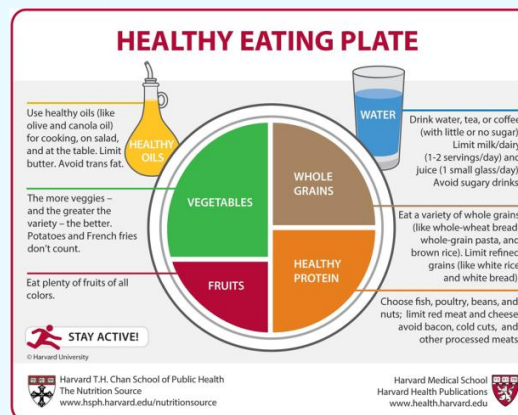 HEALTHY EATING PLATE
Use healthy oils (like
olive and canola oil)
for cooking, on salad,
and at the table. Limit
butter. Avoid trans fat.
HEALTHY
OILS
The more veggies –
and the greater the
variety – the better.
Potatoes and French fries
don't count.
Eat plenty of fruits of all
colors.
VEGETABLES
FRUITS
WHOLE
GRAINS
HEALTHY
PROTEIN
WATER
Drink water, tea, or coffee
(with little or no sugar)
Limit milk/dairy
(1-2 servings/day) and
juice (1 small glass/day)
Avoid sugary drinks
Eat a variety of whole grains
(like whole-wheat bread
whole-grain pasta, and
brown rice). Limit refined
grains (like white rice
and white bread)
Choose fish, poultry, beans, and
nuts; limit red meat and cheese
avoid bacon, cold cuts, and
other processed meats
STAY ACTIVE!
© Harvard University
Harvard T.H. Chan School of Public Health
The Nutrition Source
www.hsph.harvard.edu/nutritionsource
Harvard Medical School
Harvard Health Publications
www.health.harvard.edu